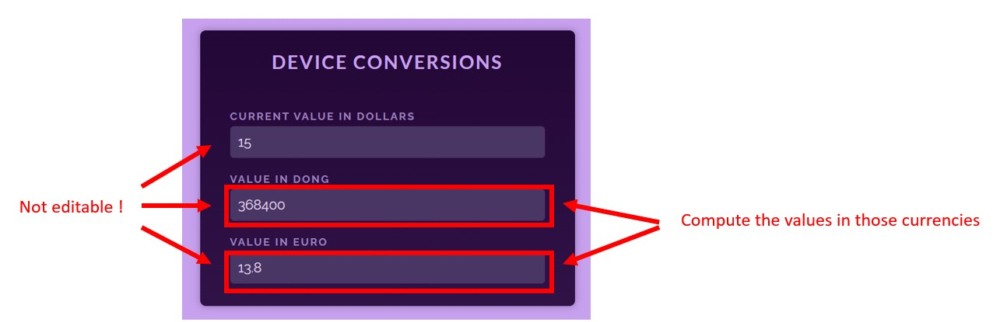 DEVICE CONVERSIONS
CURRENT VALUE IN DOLLARS
15
VALUE IN DONG
368400
VALUE IN EURO
13.8
Not editable !
Compute the values in those currencies